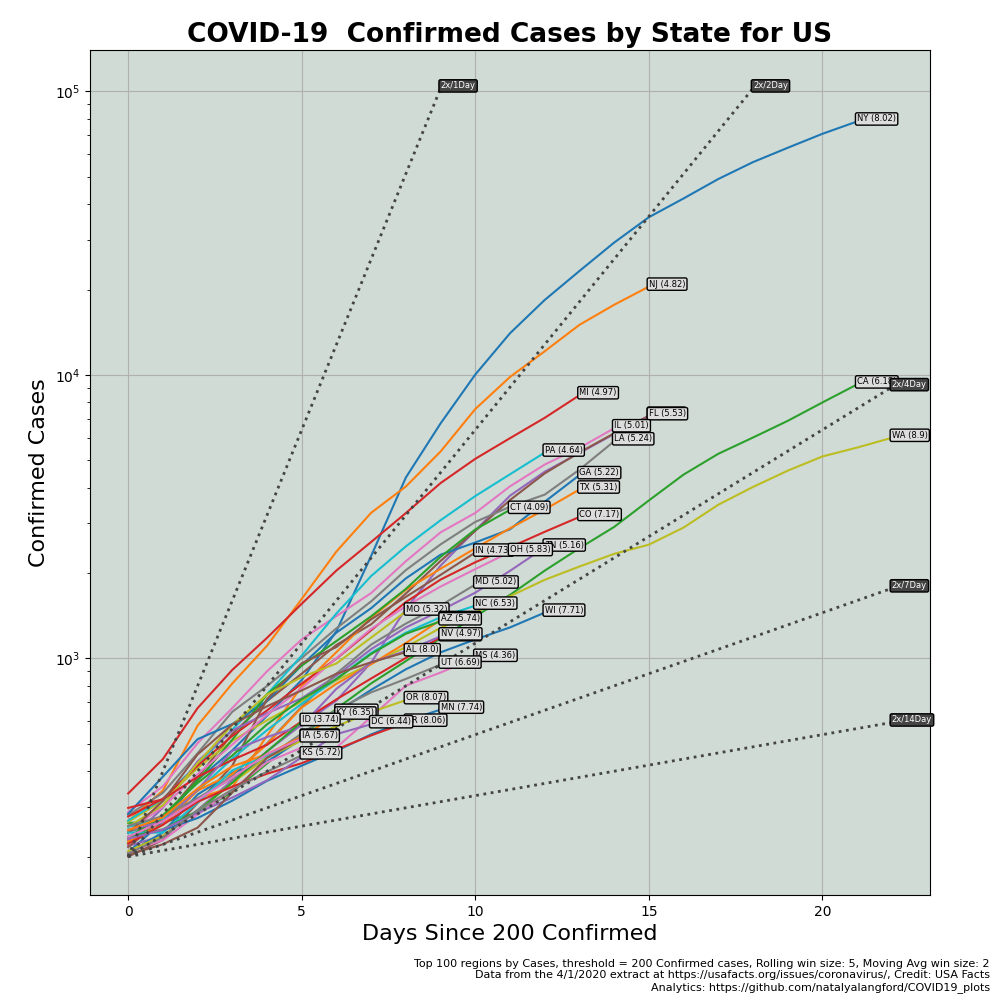 COVID-19  Confirmed Cases by State for US
2x/1Day
2x/2Day
NY (8.02)
NJ (4.82)
CA (6.18
2x/4Day
MI (4.97)
FL (5.53)
IL (5.01)
LA (5.24)
WA (8.9)
PA (4.64)
GA (5.22)
TX (5.31)
CT (4.09)
CO (7.17)
IN (4.73
OH (5.83)
TN (5.16)
MD (5.02)
2x/7Day
NC (6.53)
MO (5.32)
WI (7.71)
AZ (5.74)
NV (4.97)
AL (8.0)
MS (4.36)
UT (6.69)
OR (8.07)
MN (7.74)
KY (6.35)
ID (3.74)
DC (6.44)
R (8.06)
2x/14Day
IA (5.67)
KS (5.72)
10^5
10^4
10^3
Confirmed Cases
0 5 10 15 20
Days Since 200 Confirmed
Top 100 regions by Cases, threshold = 200 Confirmed cases, Rolling win size: 5, Moving Avg win size: 2
Data from the 4/1/2020 extract at https://usafacts.org/issues/coronavirus/, Credit: USA Facts
Analytics: https://github.com/natalyalangford/COVID19_plots